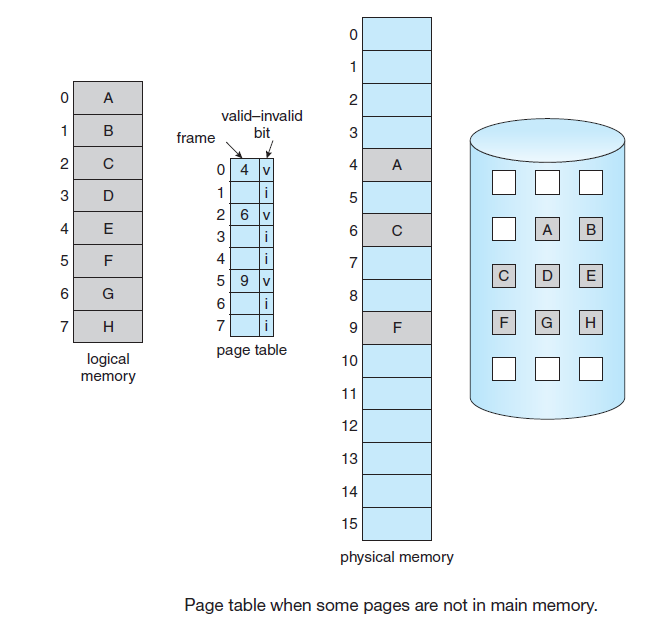 0 A
1 B
2 C
3 D
4 E
5 F
6 G
7 H
logical
memory
valid–invalid
bit
frame
0 4 v
1 i
2 6 v
3 i
4 i
5 9 v
6 i
7 i
page table
0
1
2
3
4 A
5
6 C
7
8
9 F
10
11
12
13
14
15
physical memory
A B
C D E
F G H
Page table when some pages are not in main memory.